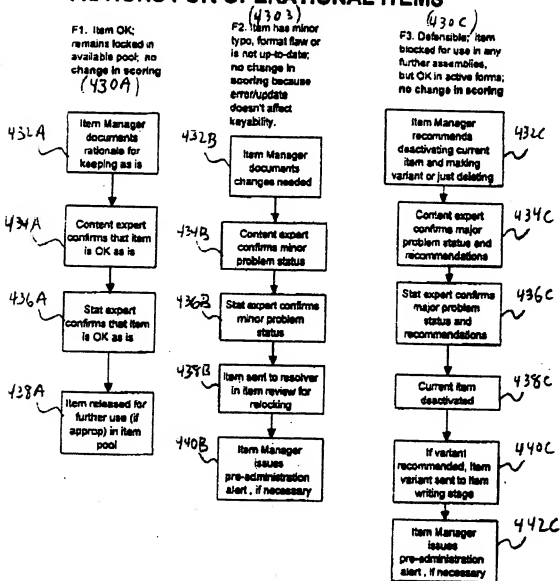 F1. Item OK;
remains locked in
available pool; no
change in scoring
(430A)
432A
Item Manager
documents
rationale for
keeping as is
434A
Content expert
confirms that item
is OK as is
436A
Stat expert
confirms that item
is OK as is
438A
Item released for
further use (if
approp) in item
pool
(4303)
F2. Item has minor
typo, format flaw or
is not up-to-date;
no change in
scoring because
error/update
doesn't affect
keyability.
432B
Item Manager
documents
changes needed
434B
Content expert
confirms minor
problem status
436B
Stat expert confirms
minor problem
status
438B
Item sent to resolver
in item review for
relocking
440B
Item Manager
issues
pre-administration
alert, if necessary
(430C)
F3. Defensible; item
blocked for use in any
further assemblies,
but OK in active forms;
no change in scoring
Item Manager
recommends
deactivating current
item and making
variant or just deleting
432C
Content expert
confirms major
problem status and
recommendations
434C
Stat expert confirms
major problem
status and
recommendations
436C
Current item
deactivated
438C
If variant
recommended, item
variant sent to item
writing stage
440C
Item Manager
issues
pre-administration
alert, if necessary
442C